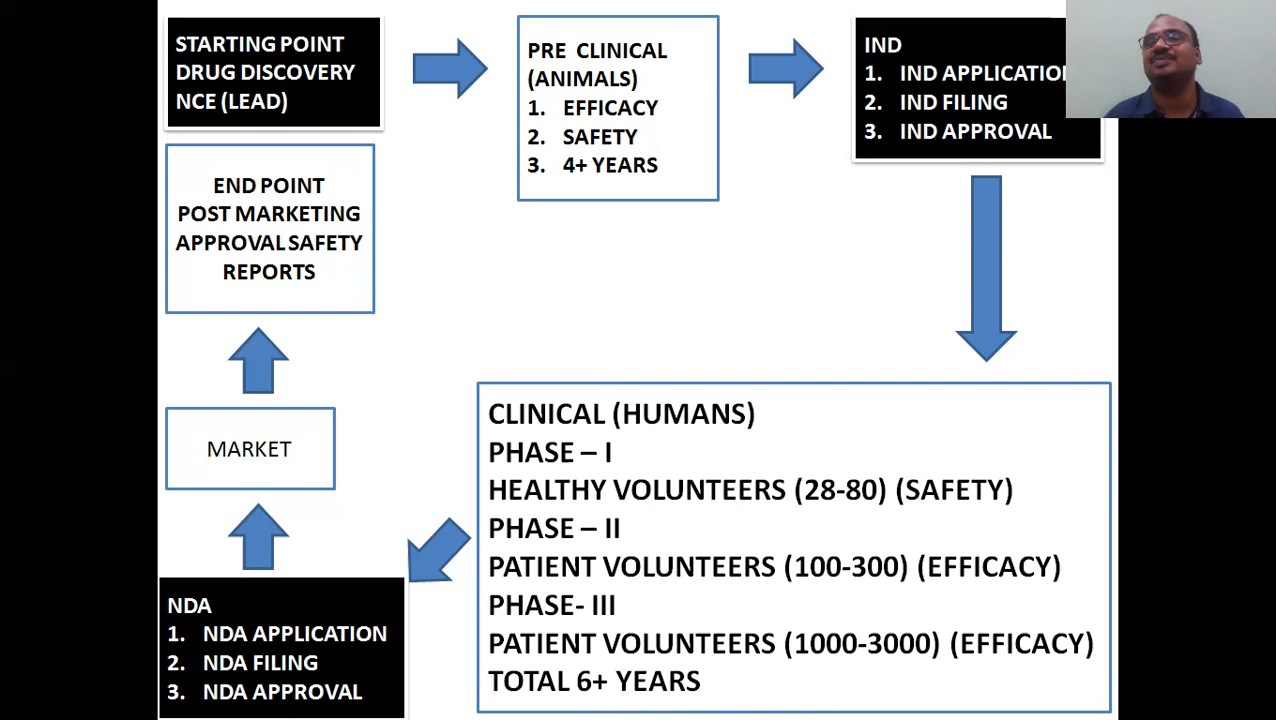 STARTING POINT
DRUG DISCOVERY
NCE (LEAD)
PRE CLINICAL
(ANIMALS)
1. EFFICACY
2. SAFETY
3. 4+ YEARS
IND
1. IND APPLICATIO
2. IND FILING
3. IND APPROVAL
CLINICAL (HUMANS)
PHASE – I
HEALTHY VOLUNTEERS (28-80) (SAFETY)
PHASE – II
PATIENT VOLUNTEERS (100-300) (EFFICACY)
PHASE- III
PATIENT VOLUNTEERS (1000-3000) (EFFICACY)
TOTAL 6+ YEARS
NDA
1. NDA APPLICATION
2. NDA FILING
3. NDA APPROVAL
MARKET
END POINT
POST MARKETING
APPROVAL SAFETY
REPORTS